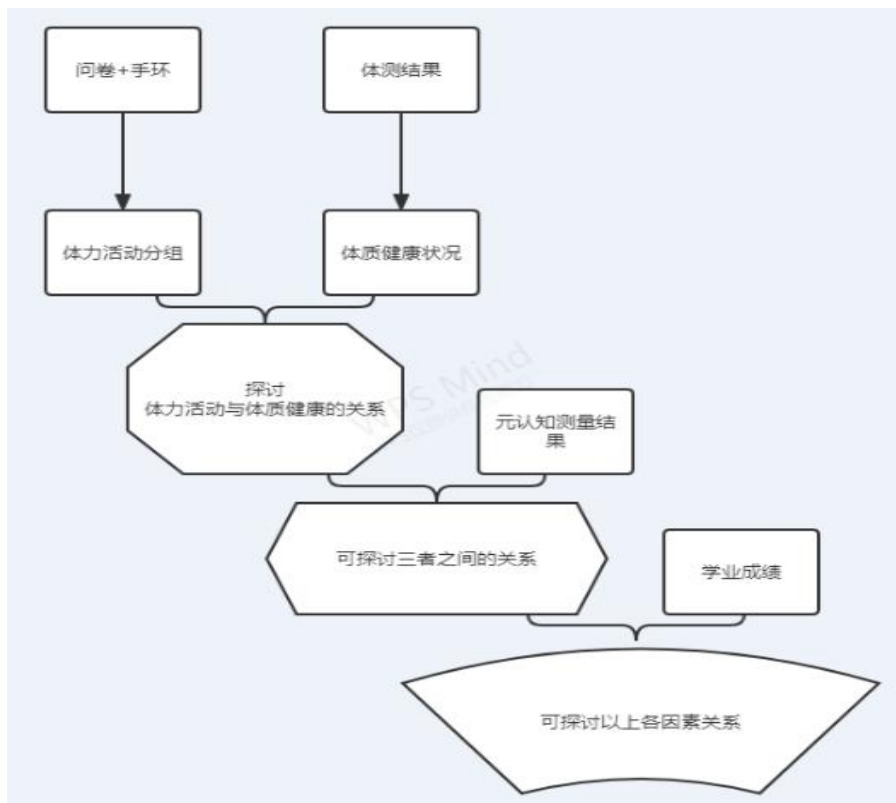 问卷+手环
体测结果
体力活动分组
体质健康状况
探讨
体力活动与体质健康的关系
元认知测量结
果
可探讨三者之间的关系
学业成绩
可探讨以上各因素关系
WPS Mind